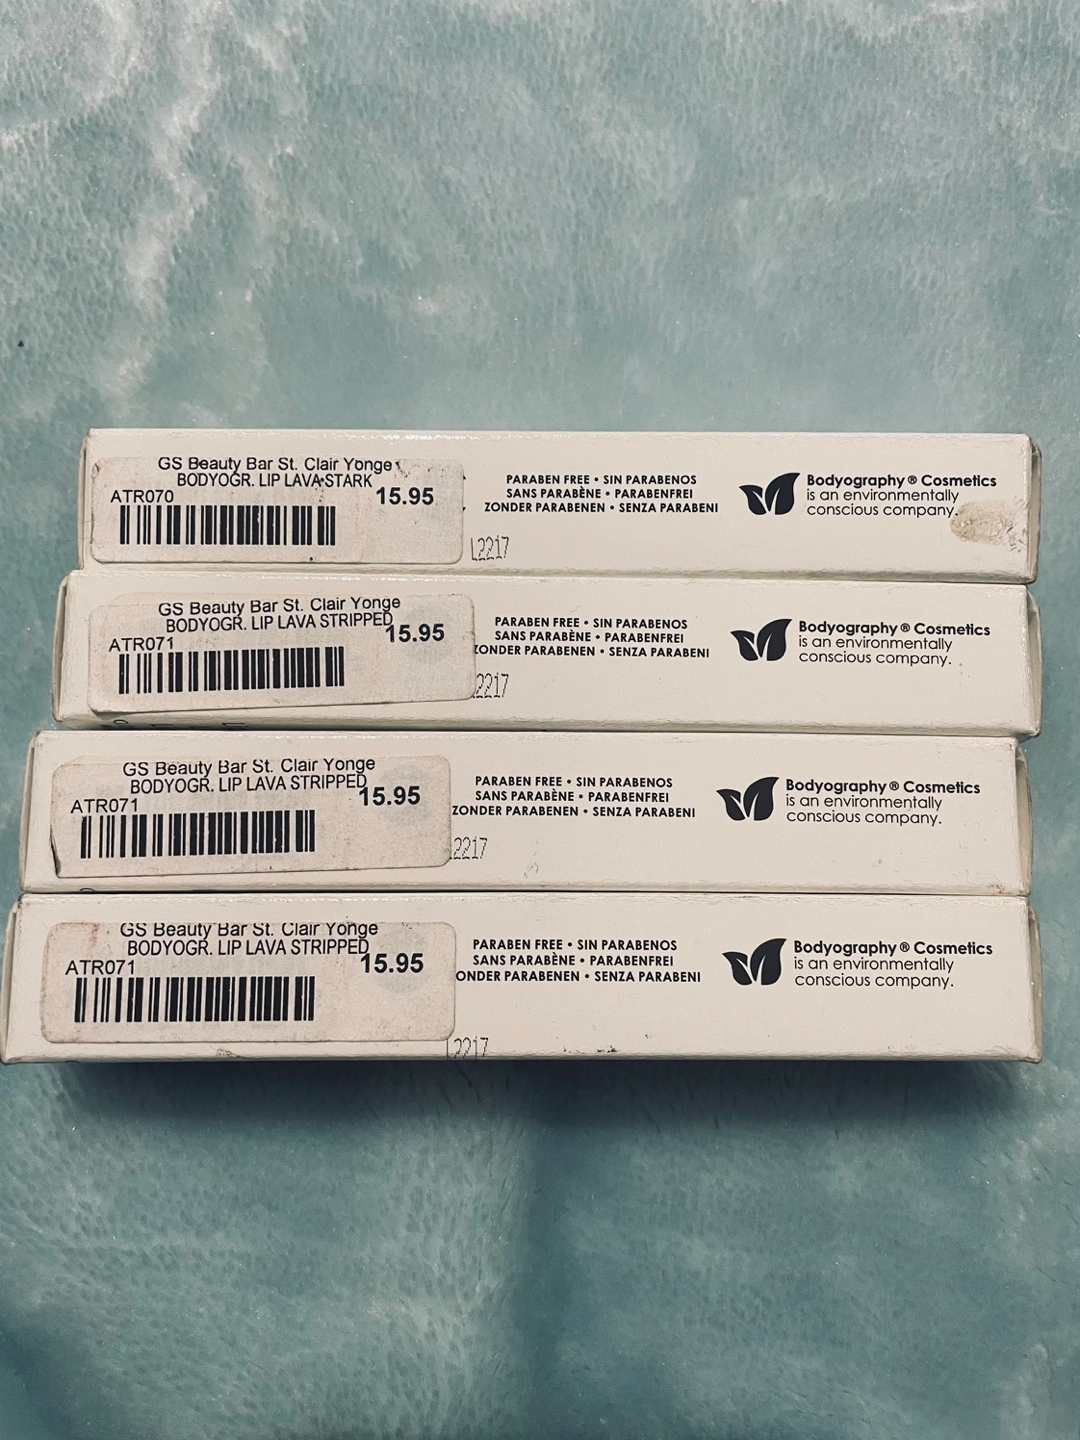 GS Beauty Bar St. Clair Yonge
BODYOGR. LIP LAVA STARK
ATR070
15.95
PARABEN FREE • SIN PARABENOS
SANS PARABÈNE • PARABENFREI
ZONDER PARABENEN • SENZA PARABENI
L2217
Bodyography® Cosmetics
is an environmentally
conscious company.
GS Beauty Bar St. Clair Yonge
BODYOGR. LIP LAVA STRIPPED
ATR071
15.95
PARABEN FREE • SIN PARABENOS
SANS PARABÈNE • PARABENFREI
ZONDER PARABENEN • SENZA PARABENI
2217
Bodyography® Cosmetics
is an environmentally
conscious company.
GS Beauty Bar St. Clair Yonge
BODYOGR. LIP LAVA STRIPPED
ATR071
15.95
PARABEN FREE • SIN PARABENOS
SANS PARABÈNE • PARABENFREI
ZONDER PARABENEN • SENZA PARABENI
2217
Bodyography® Cosmetics
is an environmentally
conscious company.
GS Beauty Bar St. Clair Yonge
BODYOGR. LIP LAVA STRIPPED
ATR071
15.95
PARABEN FREE • SIN PARABENOS
SANS PARABÈNE • PARABENFREI
ONDER PARABENEN • SENZA PARABENI
L2217
Bodyography® Cosmetics
is an environmentally
conscious company.